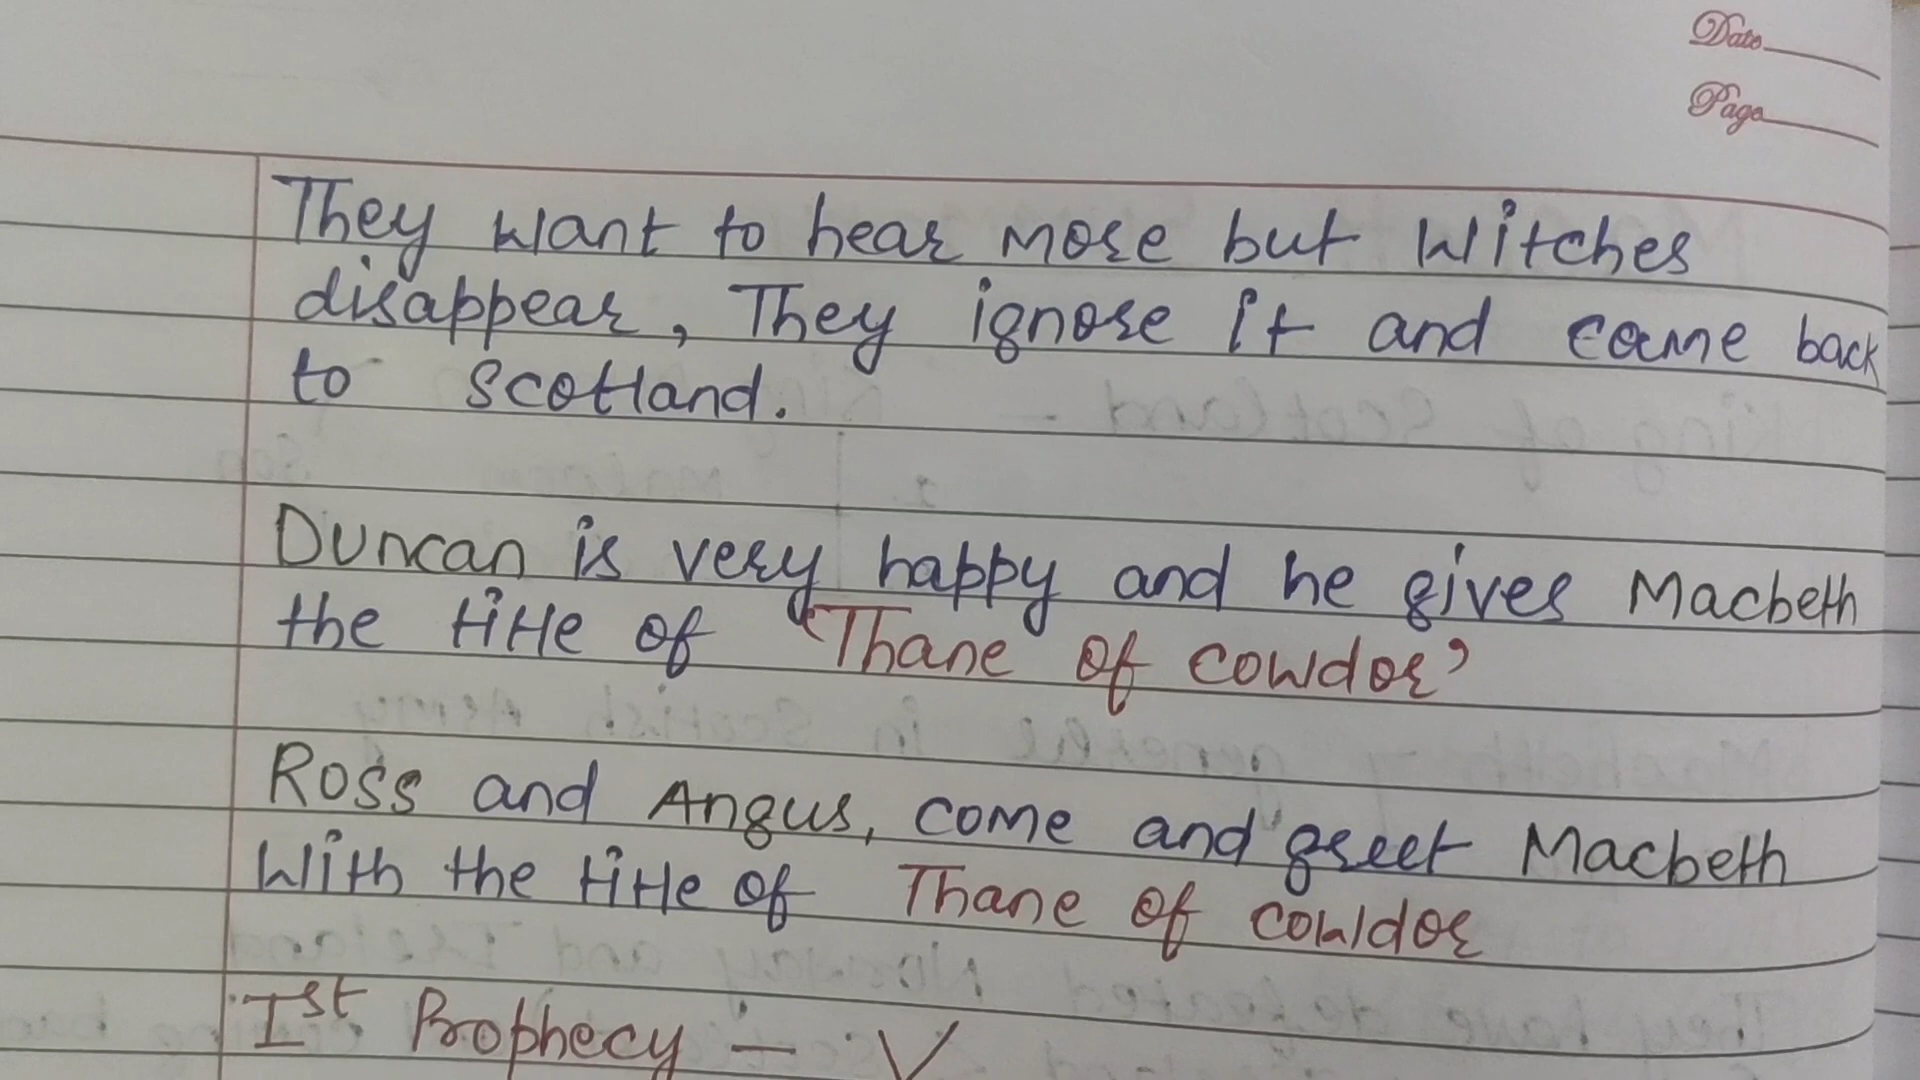 Date
Page
They want to hear more but witches
disappear, They ignore it and came back
to Scotland.
Duncan is very happy and he gives Macbeth
the title of "Thane of Cowdor'
Ross and Angus, come and greet Macbeth
with the title of Thane of Cowdor
Ist Prophecy - ✓